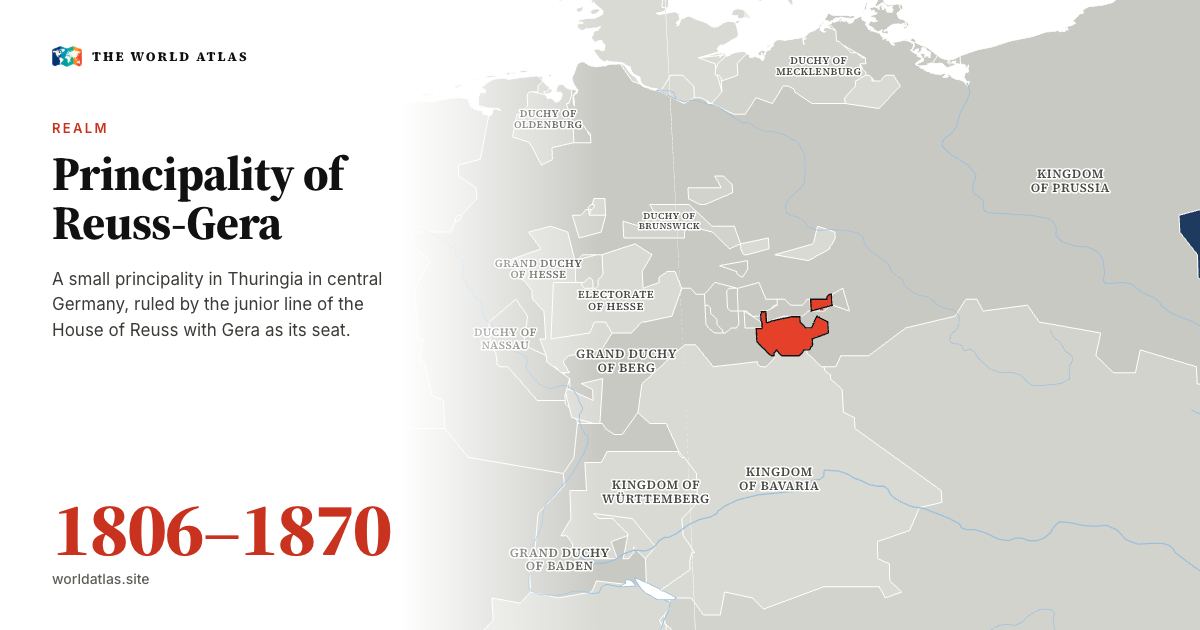 THE WORLD ATLAS
REALM
Principality of
Reuss-Gera
A small principality in Thuringia in central
Germany, ruled by the junior line of the
House of Reuss with Gera as its seat.
1806–1870
worldatlas.site
DUCHY OF
MECKLENBURG
DUCHY OF
OLDENBURG
KINGDOM
OF PRUSSIA
DUCHY OF
BRUNSWICK
GRAND DUCHY
OF HESSE
ELECTORATE
OF HESSE
DUCHY OF
NASSAU
GRAND DUCHY
OF BERG
KINGDOM OF
WÜRTTEMBERG
KINGDOM
OF BAVARIA
GRAND DUCHY
OF BADEN